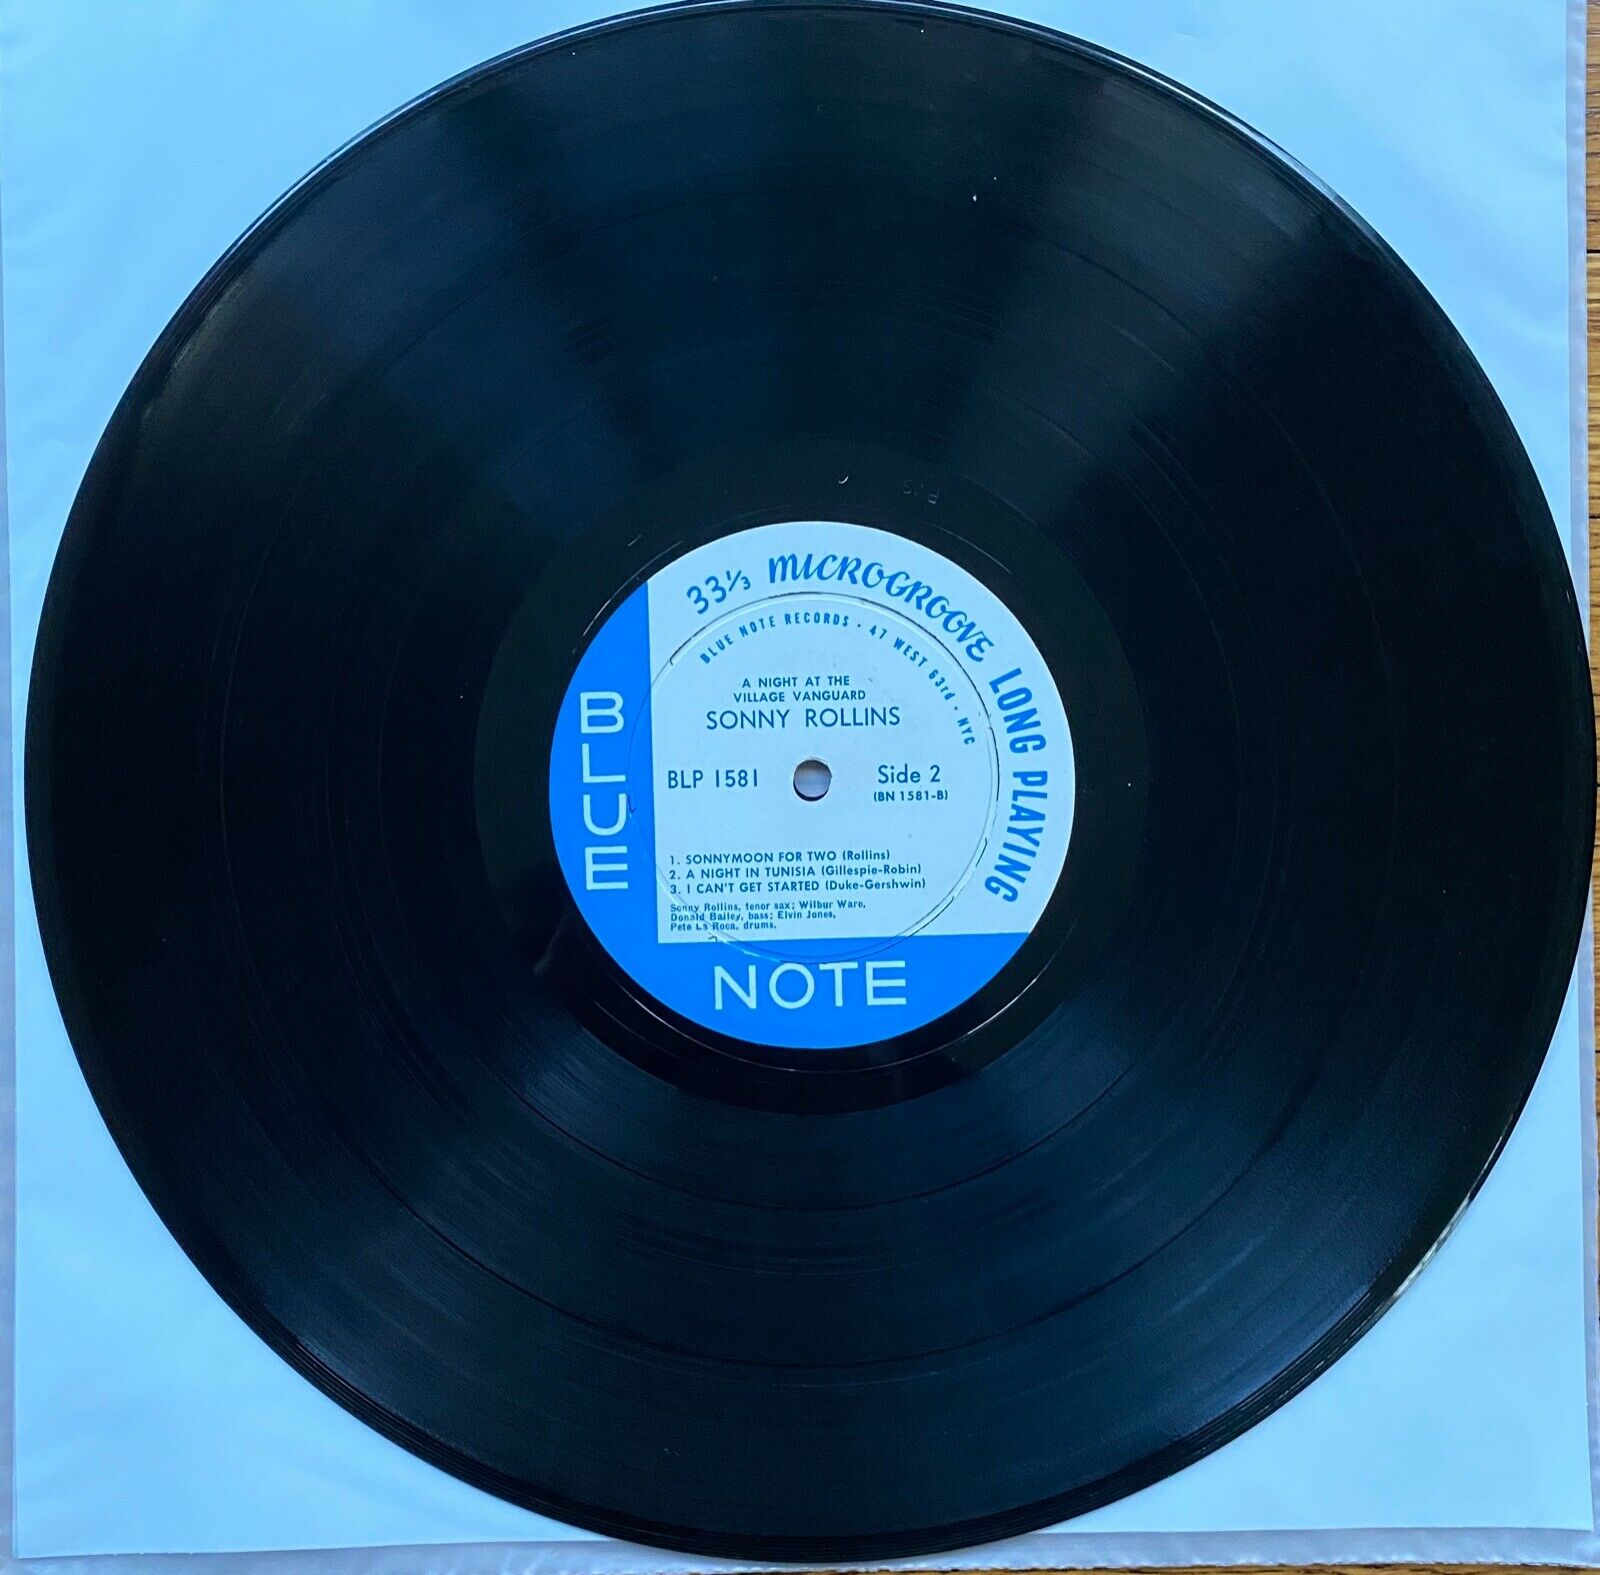 33⅓ MICROGROOVE LONG PLAYING
BLUE NOTE RECORDS · 47 WEST 63rd · NYC
A NIGHT AT THE
VILLAGE VANGUARD
SONNY ROLLINS
BLP 1581
Side 2
(BN 1581-B)
1. SONNYMOON FOR TWO (Rollins)
2. A NIGHT IN TUNISIA (Gillespie-Robin)
3. I CAN'T GET STARTED (Duke-Gershwin)
Sonny Rollins, tenor sax; Wilbur Ware,
Donald Bailey, bass; Elvin Jones,
Pete La Roca, drums.
BLUE
NOTE